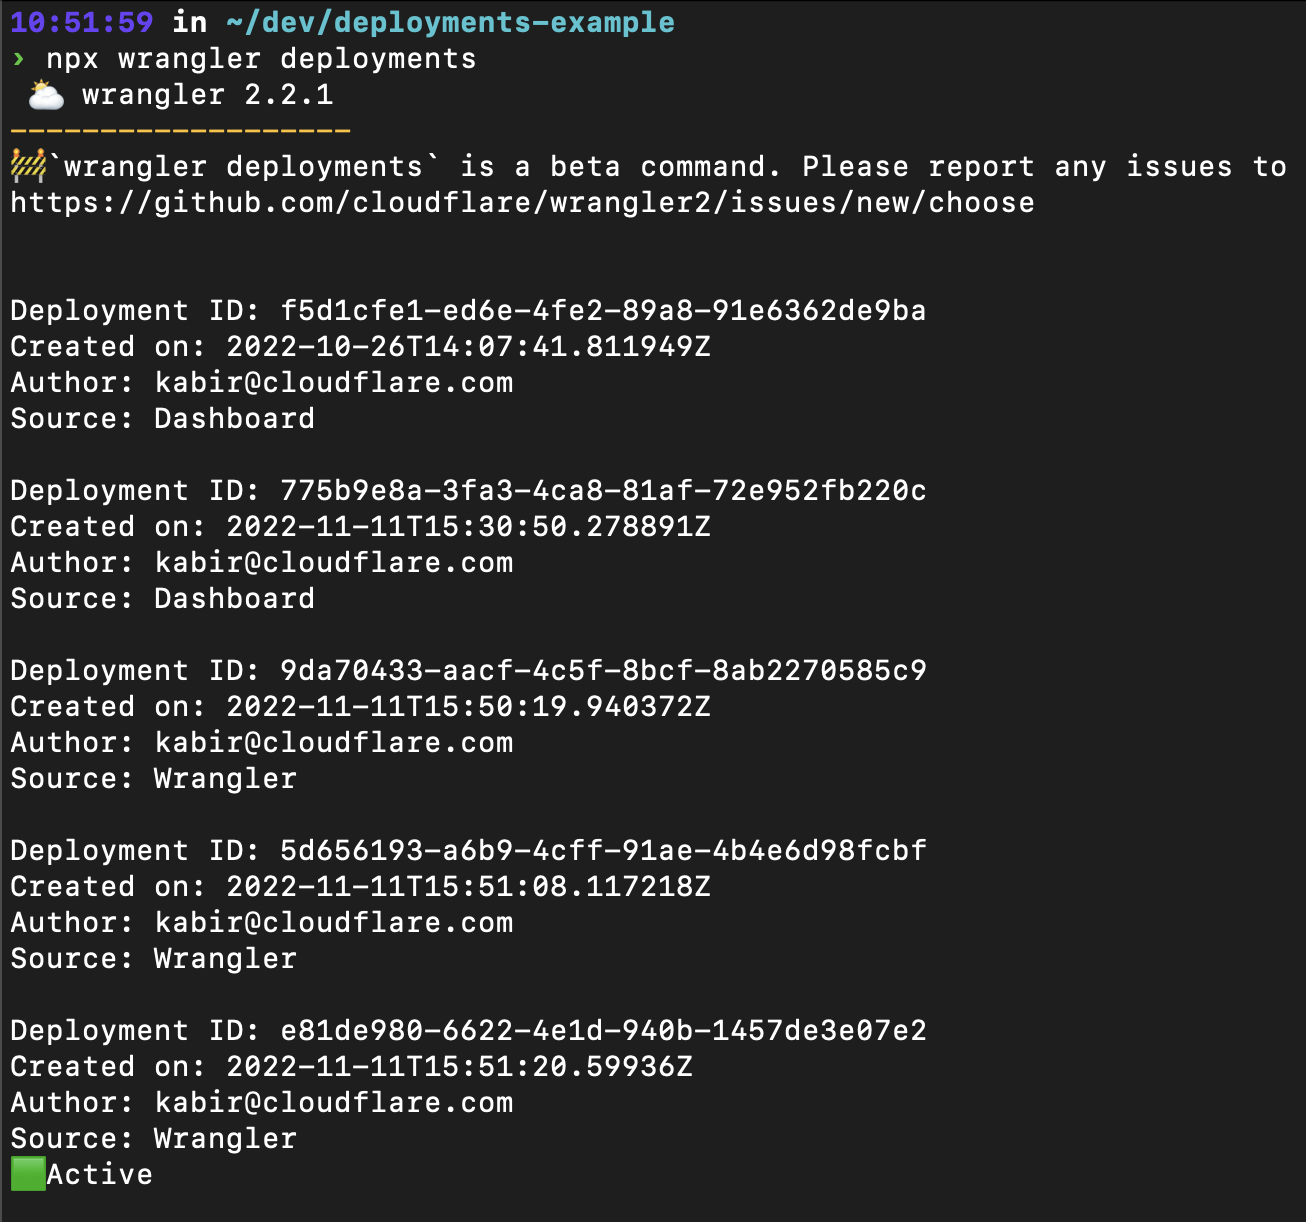 10:51:59 in ~/dev/deployments-example
› npx wrangler deployments
⛅ wrangler 2.2.1
-------------------
🚧`wrangler deployments` is a beta command. Please report any issues to
https://github.com/cloudflare/wrangler2/issues/new/choose
Deployment ID: f5d1cfe1-ed6e-4fe2-89a8-91e6362de9ba
Created on: 2022-10-26T14:07:41.811949Z
Author: kabir@cloudflare.com
Source: Dashboard
Deployment ID: 775b9e8a-3fa3-4ca8-81af-72e952fb220c
Created on: 2022-11-11T15:30:50.278891Z
Author: kabir@cloudflare.com
Source: Dashboard
Deployment ID: 9da70433-aacf-4c5f-8bcf-8ab2270585c9
Created on: 2022-11-11T15:50:19.940372Z
Author: kabir@cloudflare.com
Source: Wrangler
Deployment ID: 5d656193-a6b9-4cff-91ae-4b4e6d98fcbf
Created on: 2022-11-11T15:51:08.117218Z
Author: kabir@cloudflare.com
Source: Wrangler
Deployment ID: e81de980-6622-4e1d-940b-1457de3e07e2
Created on: 2022-11-11T15:51:20.59936Z
Author: kabir@cloudflare.com
Source: Wrangler
🟩Active